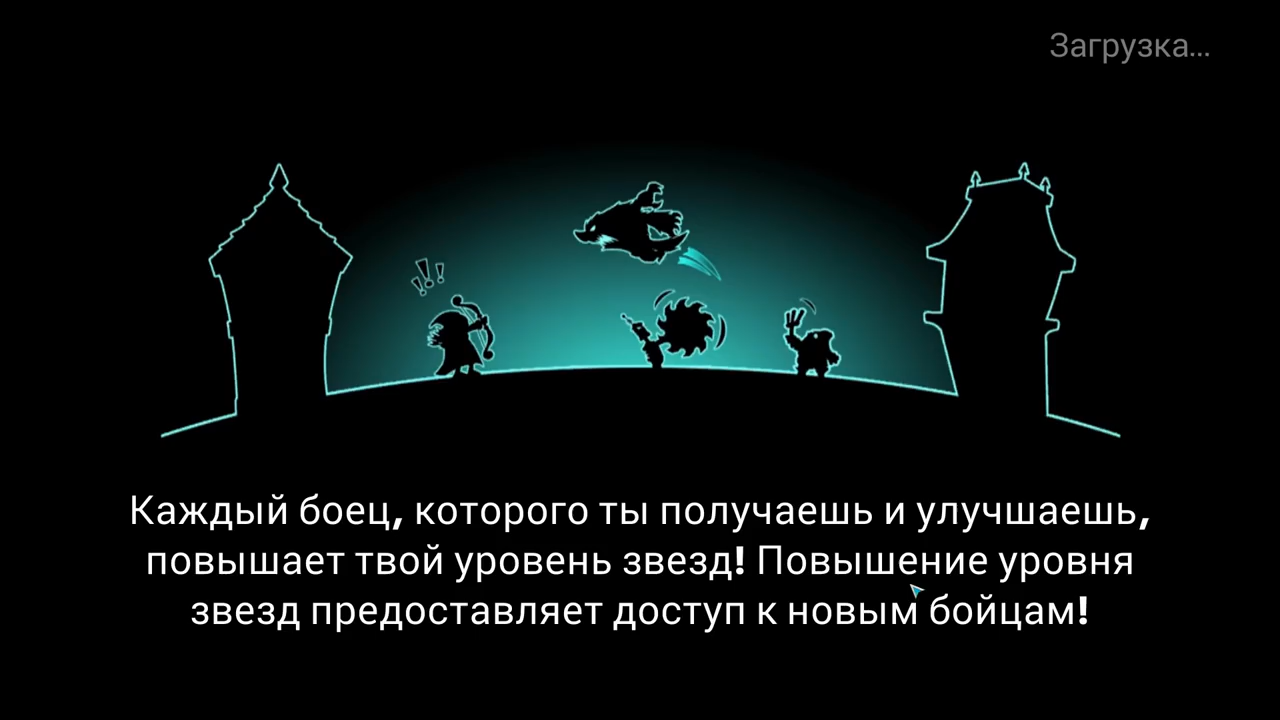 Загрузка...
Каждый боец, которого ты получаешь и улучшаешь,
повышает твой уровень звезд! Повышение уровня
звезд предоставляет доступ к новым бойцам!